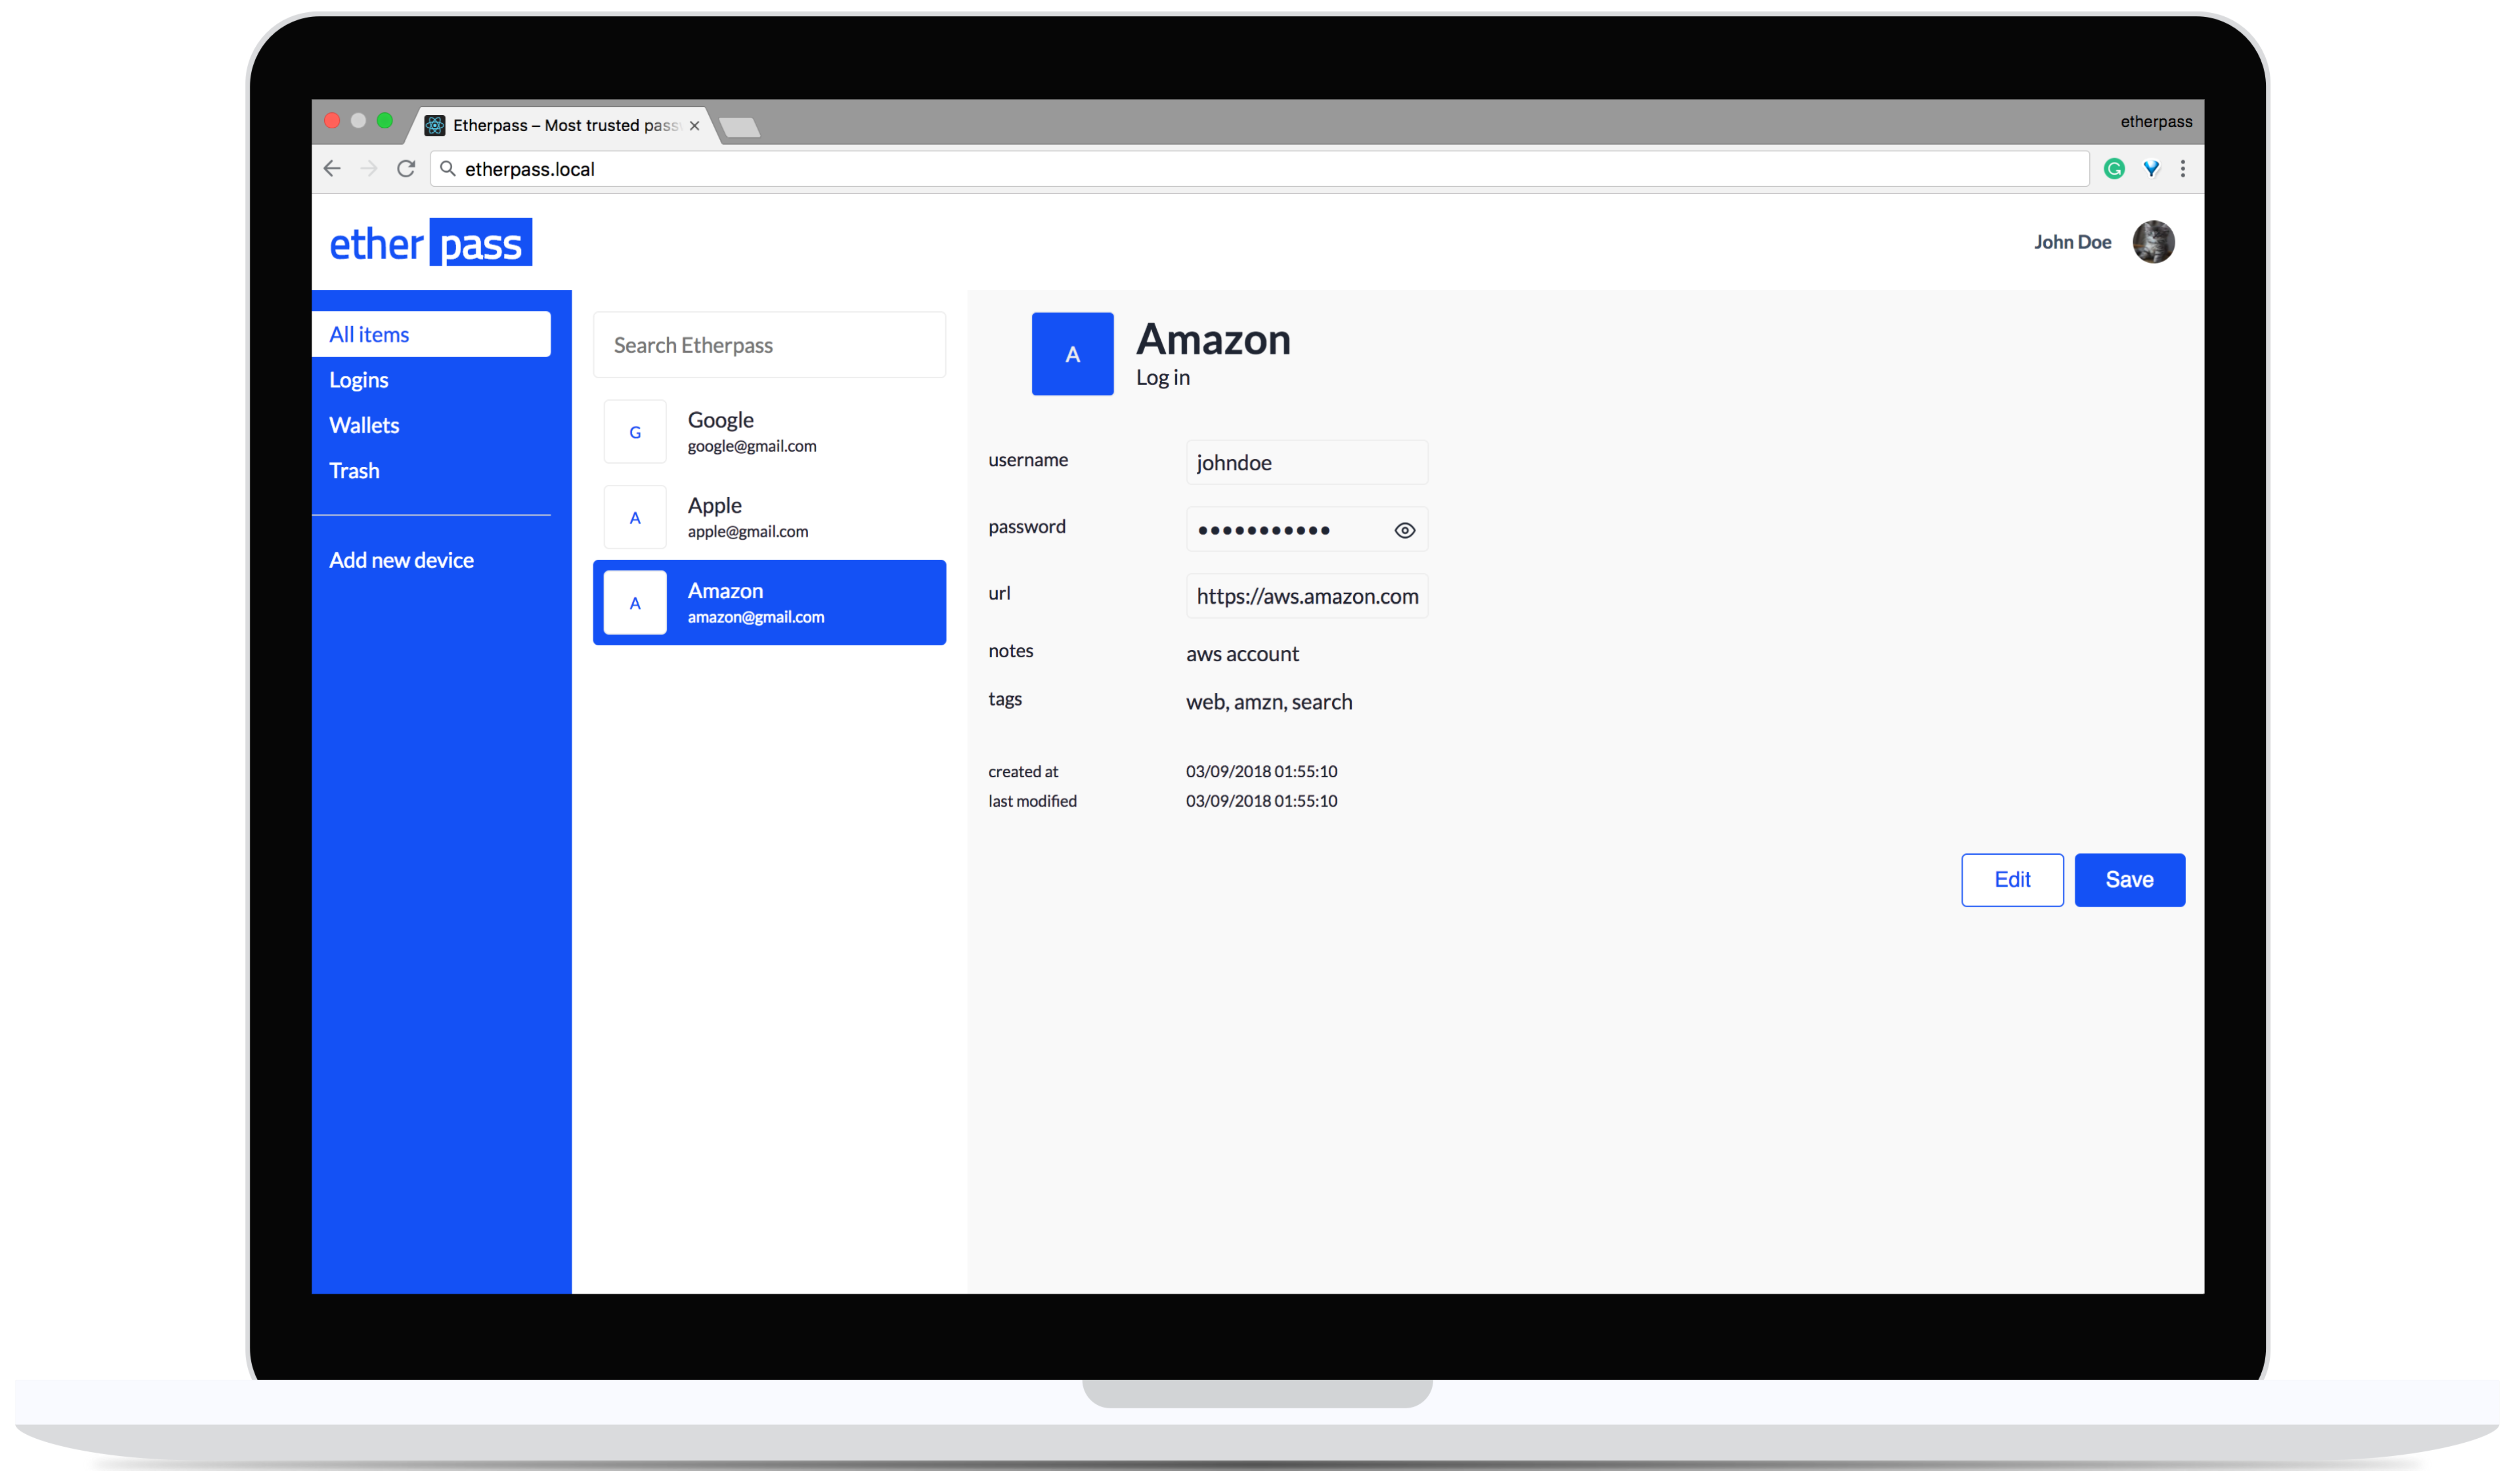 Etherpass – Most trusted pass
etherpass
etherpass.local
ether pass
John Doe
All items
Logins
Wallets
Trash
Add new device
Search Etherpass
G
Google
google@gmail.com
A
Apple
apple@gmail.com
A
Amazon
amazon@gmail.com
A
Amazon
Log in
username
johndoe
password
•••••••••••
url
https://aws.amazon.com
notes
aws account
tags
web, amzn, search
created at
03/09/2018 01:55:10
last modified
03/09/2018 01:55:10
Edit
Save